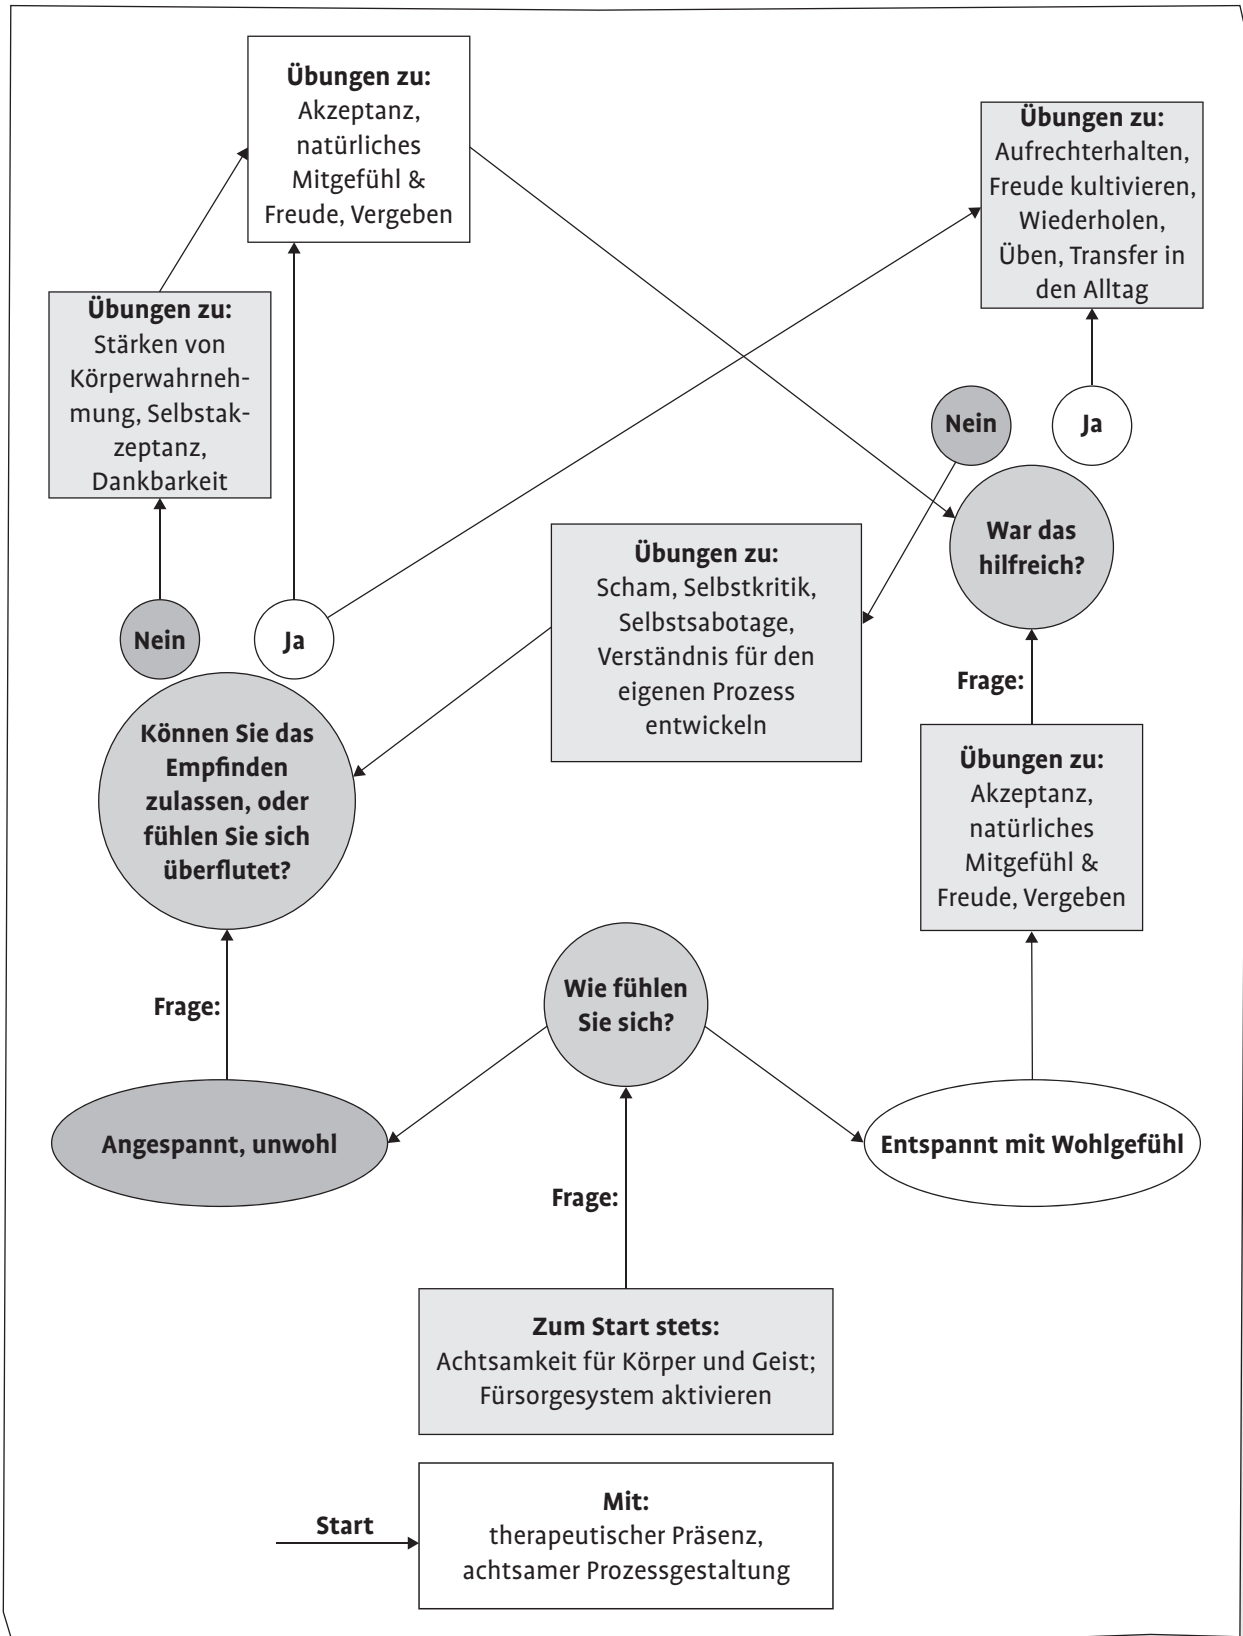 Übungen zu:
Akzeptanz,
natürliches
Mitgefühl &
Freude, Vergeben
Übungen zu:
Aufrechterhalten,
Freude kultivieren,
Wiederholen,
Üben, Transfer in
den Alltag
Übungen zu:
Stärken von
Körperwahrneh-
mung, Selbstak-
zeptanz,
Dankbarkeit
Nein
Ja
War das
hilfreich?
Übungen zu:
Scham, Selbstkritik,
Selbstsabotage,
Verständnis für den
eigenen Prozess
entwickeln
Nein
Ja
Frage:
Können Sie das
Empfinden
zulassen, oder
fühlen Sie sich
überflutet?
Übungen zu:
Akzeptanz,
natürliches
Mitgefühl &
Freude, Vergeben
Frage:
Wie fühlen
Sie sich?
Angespannt, unwohl
Entspannt mit Wohlgefühl
Frage:
Zum Start stets:
Achtsamkeit für Körper und Geist;
Fürsorgesystem aktivieren
Start
Mit:
therapeutischer Präsenz,
achtsamer Prozessgestaltung